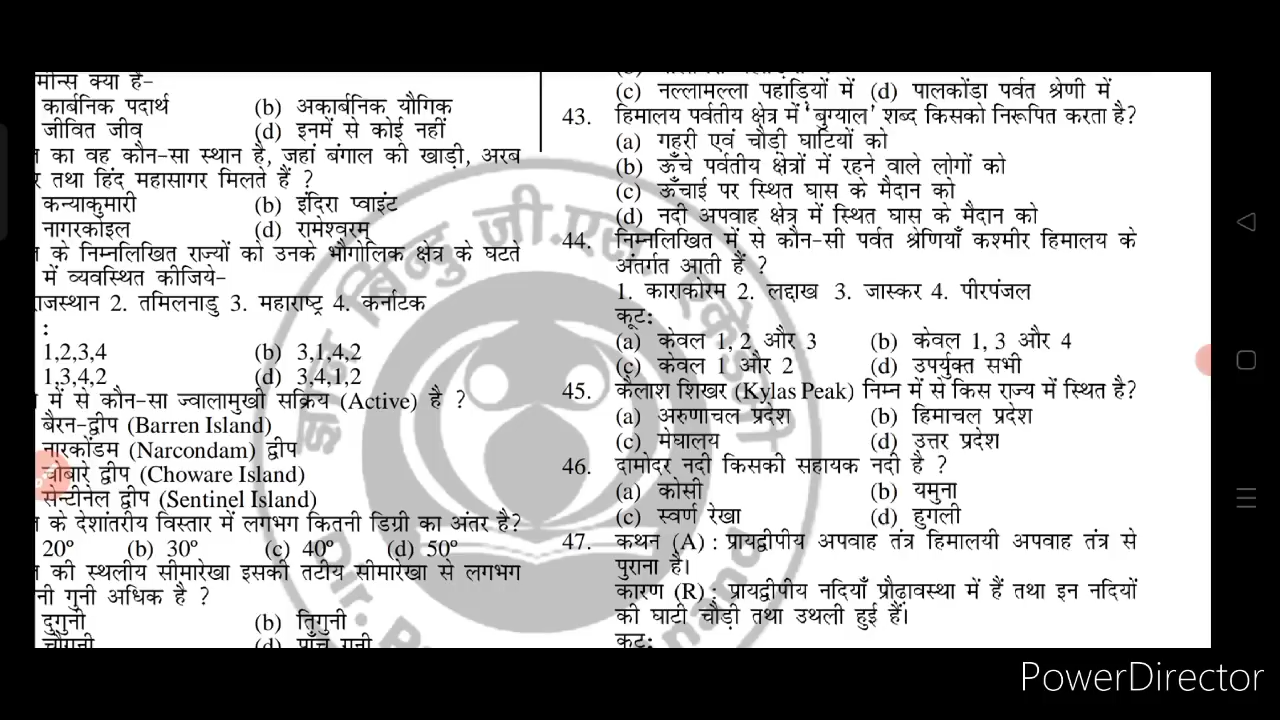 मोन्स क्या हैं-
कार्बनिक पदार्थ (b) अकार्बनिक यौगिक
जीवित जीव (d) इनमें से कोई नहीं
का वह कौन-सा स्थान है, जहां बंगाल की खाड़ी, अरब
तथा हिंद महासागर मिलते हैं ?
कन्याकुमारी (b) इंदिरा प्वाइंट
नागरकोइल (d) रामेश्वरम्
के निम्नलिखित राज्यों को उनके भौगोलिक क्षेत्र के घटते
में व्यवस्थित कीजिये-
राजस्थान 2. तमिलनाडु 3. महाराष्ट्र 4. कर्नाटक
:
1,2,3,4 (b) 3,1,4,2
1,3,4,2 (d) 3,4,1,2
में से कौन-सा ज्वालामुखी सक्रिय (Active) है ?
बैरन-द्वीप (Barren Island)
नारकोंडम (Narcondam) द्वीप
चोबारे द्वीप (Choware Island)
सेन्टीनेल द्वीप (Sentinel Island)
के देशांतरीय विस्तार में लगभग कितनी डिग्री का अंतर है?
20º (b) 30º (c) 40º (d) 50º
की स्थलीय सीमारेखा इसकी तटीय सीमारेखा से लगभग
नी गुनी अधिक है ?
दुगुनी (b) तिगुनी
चौगुनी (d) पाँच गुनी
(c) नल्लामल्ला पहाड़ियों में (d) पालकोंडा पर्वत श्रेणी में
43. हिमालय पर्वतीय क्षेत्र में ‘बुग्याल’ शब्द किसको निरूपित करता है?
(a) गहरी एवं चौड़ी घाटियों को
(b) ऊँचे पर्वतीय क्षेत्रों में रहने वाले लोगों को
(c) ऊँचाई पर स्थित घास के मैदान को
(d) नदी अपवाह क्षेत्र में स्थित घास के मैदान को
44. निम्नलिखित में से कौन-सी पर्वत श्रेणियाँ कश्मीर हिमालय के
अंतर्गत आती हैं ?
1. काराकोरम 2. लद्दाख 3. जास्कर 4. पीरपंजल
कूट:
(a) केवल 1, 2 और 3 (b) केवल 1, 3 और 4
(c) केवल 1 और 2 (d) उपर्युक्त सभी
45. कैलाश शिखर (Kylas Peak) निम्न में से किस राज्य में स्थित है?
(a) अरुणाचल प्रदेश (b) हिमाचल प्रदेश
(c) मेघालय (d) उत्तर प्रदेश
46. दामोदर नदी किसकी सहायक नदी है ?
(a) कोसी (b) यमुना
(c) स्वर्ण रेखा (d) हुगली
47. कथन (A) : प्रायद्वीपीय अपवाह तंत्र हिमालयी अपवाह तंत्र से
पुराना है।
कारण (R) : प्रायद्वीपीय नदियाँ प्रौढ़ावस्था में हैं तथा इन नदियों
की घाटी चौड़ी तथा उथली हुई हैं।
कूट:
PowerDirector